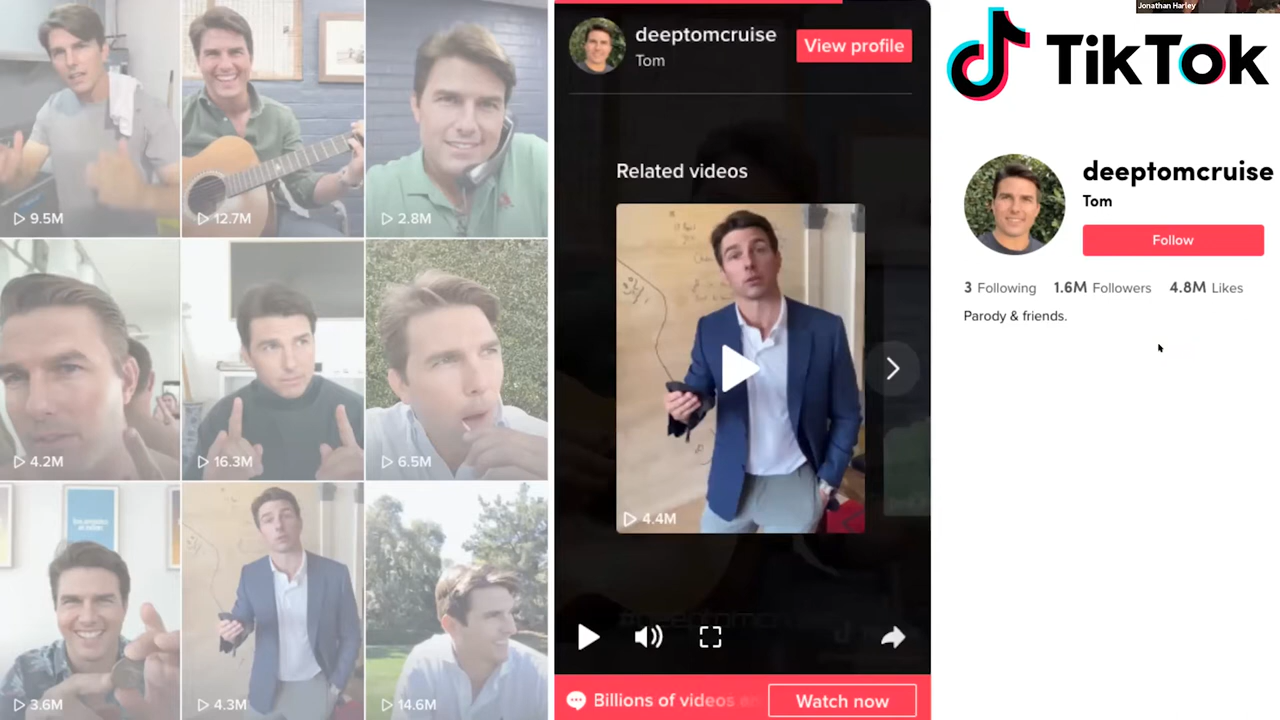 9.5M
12.7M
2.8M
4.2M
16.3M
6.5M
3.6M
4.3M
14.6M
deeptomcruise
Tom
View profile
Related videos
4.4M
Billions of videos
Watch now
Jonathan Harley
TikTok
deeptomcruise
Tom
Follow
3 Following 1.6M Followers 4.8M Likes
Parody & friends.